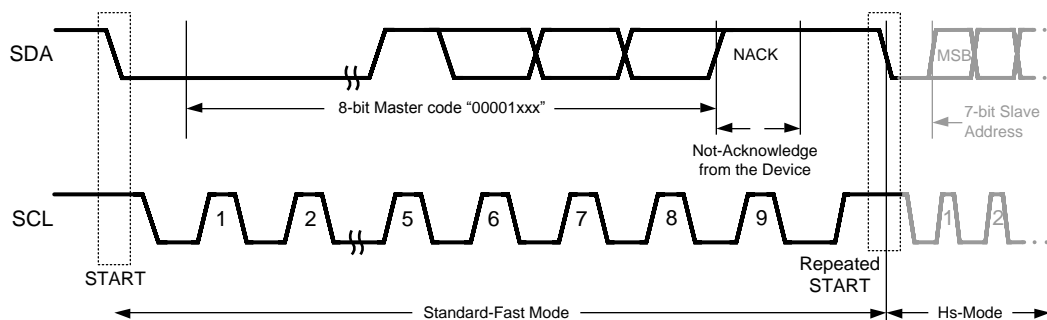 SDA
NACK
MSB
8-bit Master code “00001xxx”
7-bit Slave
Address
Not-Acknowledge
from the Device
SCL
1 2 5 6 7 8 9 1 2
START
Repeated
START
Standard-Fast Mode
Hs-Mode